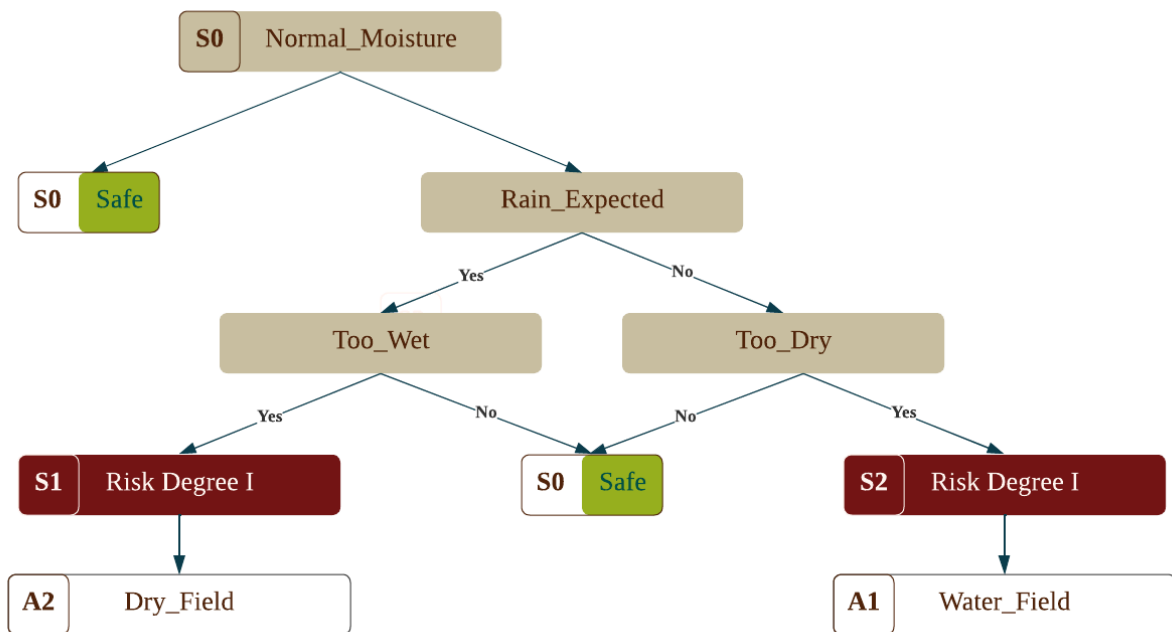 S0 Normal_Moisture
S0 Safe
Rain_Expected
Yes
No
Too_Wet
Too_Dry
Yes
No
No
Yes
S1 Risk Degree I
S0 Safe
S2 Risk Degree I
A2 Dry_Field
A1 Water_Field